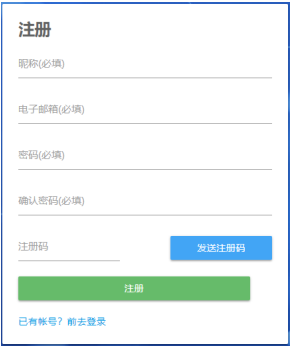 注册
昵称(必填)
电子邮箱(必填)
密码(必填)
确认密码(必填)
注册码
发送注册码
注册
已有帐号？前去登录